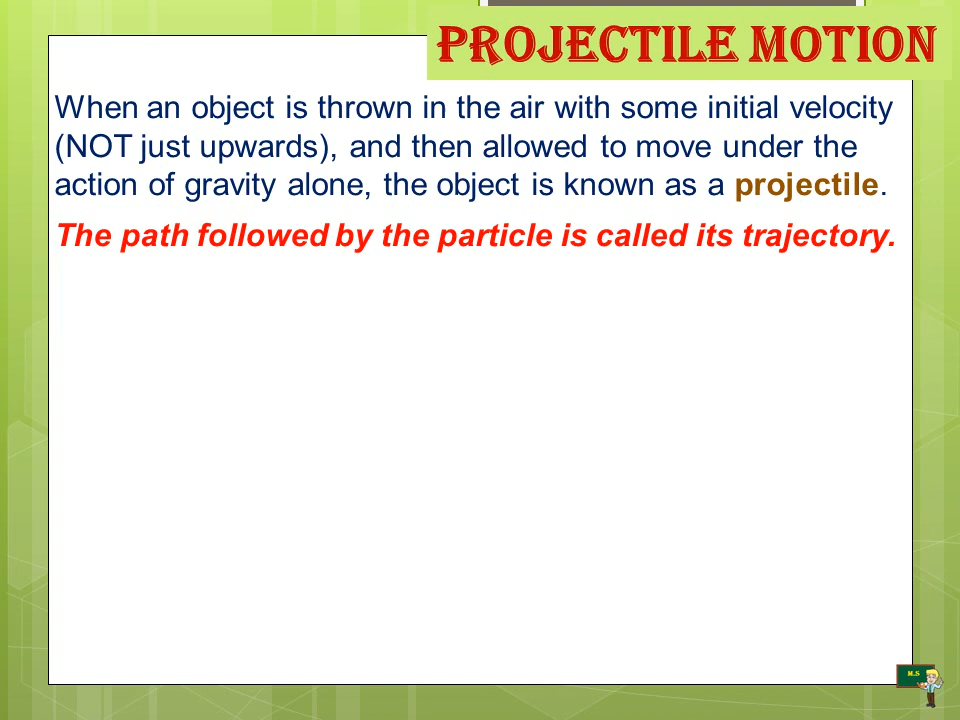 PROJECTILE MOTION
When an object is thrown in the air with some initial velocity
(NOT just upwards), and then allowed to move under the
action of gravity alone, the object is known as a projectile.
The path followed by the particle is called its trajectory.
M.S